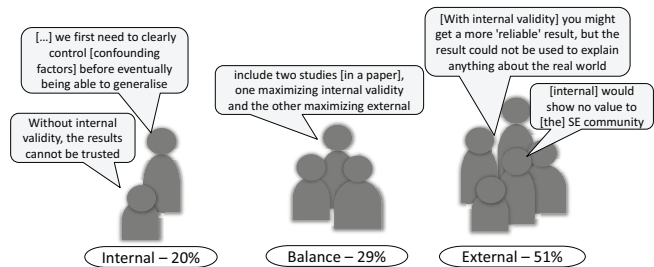 […] we first need to clearly
control [confounding
factors] before eventually
being able to generalise
Without internal
validity, the results
cannot be trusted
include two studies [in a paper],
one maximizing internal validity
and the other maximizing external
[With internal validity] you might
get a more 'reliable' result, but the
result could not be used to explain
anything about the real world
[internal] would
show no value to
[the] SE community
Internal – 20%
Balance – 29%
External – 51%